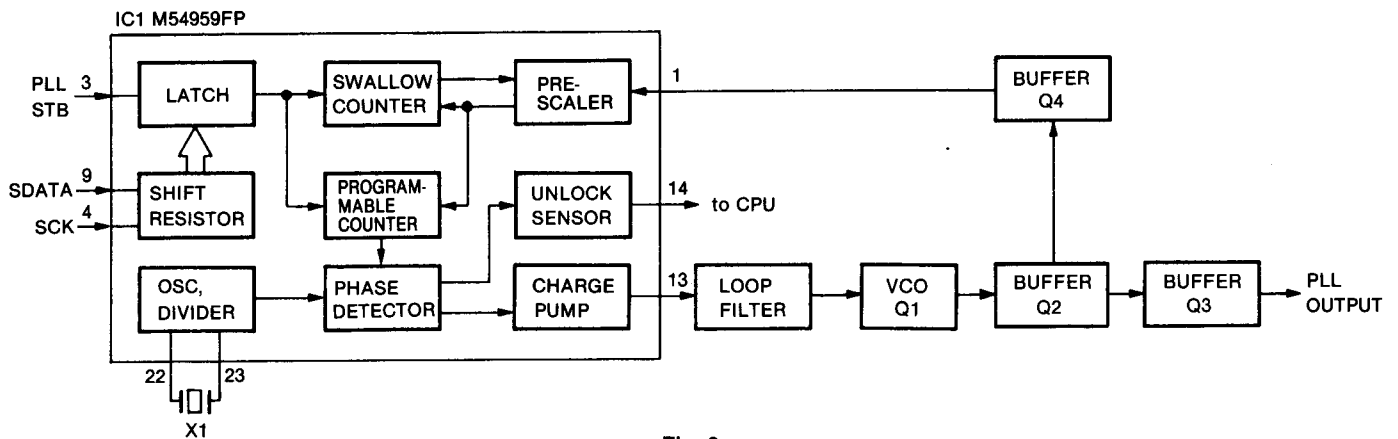 IC1 M54959FP
PLL
STB
3
LATCH
SWALLOW
COUNTER
PRE-
SCALER
1
BUFFER
Q4
SDATA
9
SCK
4
SHIFT
RESISTOR
PROGRAM-
MABLE
COUNTER
UNLOCK
SENSOR
14
to CPU
OSC,
DIVIDER
PHASE
DETECTOR
CHARGE
PUMP
13
LOOP
FILTER
VCO
Q1
BUFFER
Q2
BUFFER
Q3
PLL
OUTPUT
22
23
X1